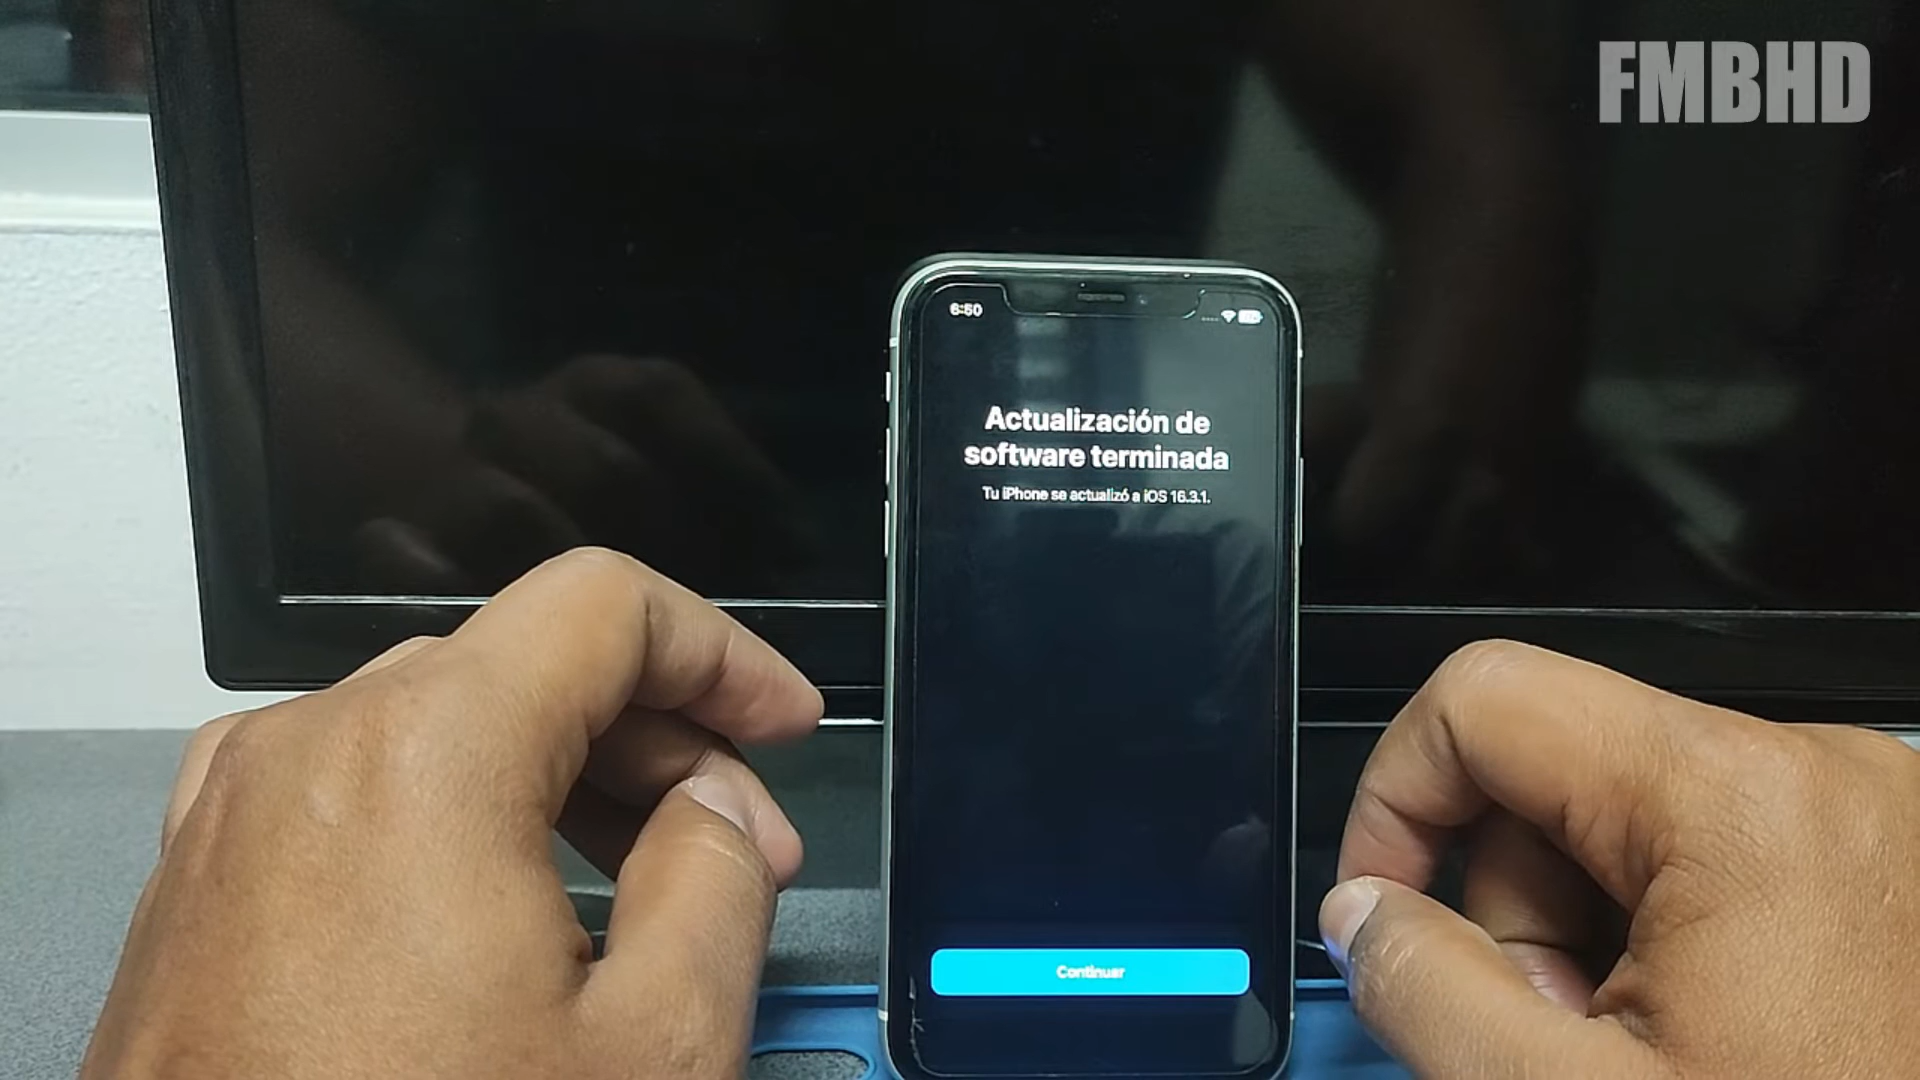 FMBHD
6:50
Actualización de
software terminada
Tu iPhone se actualizó a iOS 16.3.1.
Continuar